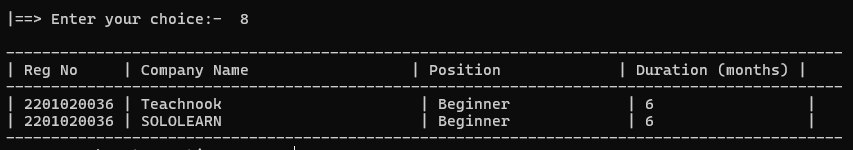 |==> Enter your choice:-  8
---------------------------------------------------------------------------------------------
| Reg No     | Company Name                  | Position             | Duration (months) |
---------------------------------------------------------------------------------------------
| 2201020036 | Teachnook                      | Beginner             | 6                 |
| 2201020036 | SOLOLEARN                      | Beginner             | 6                 |
---------------------------------------------------------------------------------------------